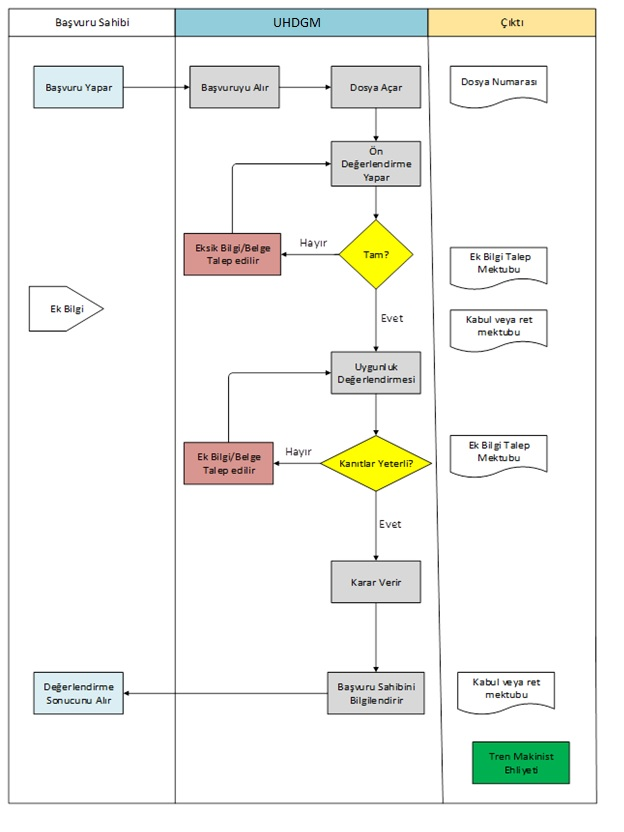 Başvuru Sahibi
UHDGM
Çıktı
Başvuru Yapar
Başvuruyu Alır
Dosya Açar
Dosya Numarası
Ön
Değerlendirme
Yapar
Eksik Bilgi/Belge
Talep edilir
Hayır
Tam?
Ek Bilgi Talep
Mektubu
Ek Bilgi
Evet
Kabul veya ret
mektubu
Uygunluk
Değerlendirmesi
Ek Bilgi/Belge
Talep edilir
Hayır
Kanıtlar Yeterli?
Ek Bilgi Talep
Mektubu
Evet
Karar Verir
Değerlendirme
Sonucunu Alır
Başvuru Sahibini
Bilgilendirir
Kabul veya ret
mektubu
Tren Makinist
Ehliyeti